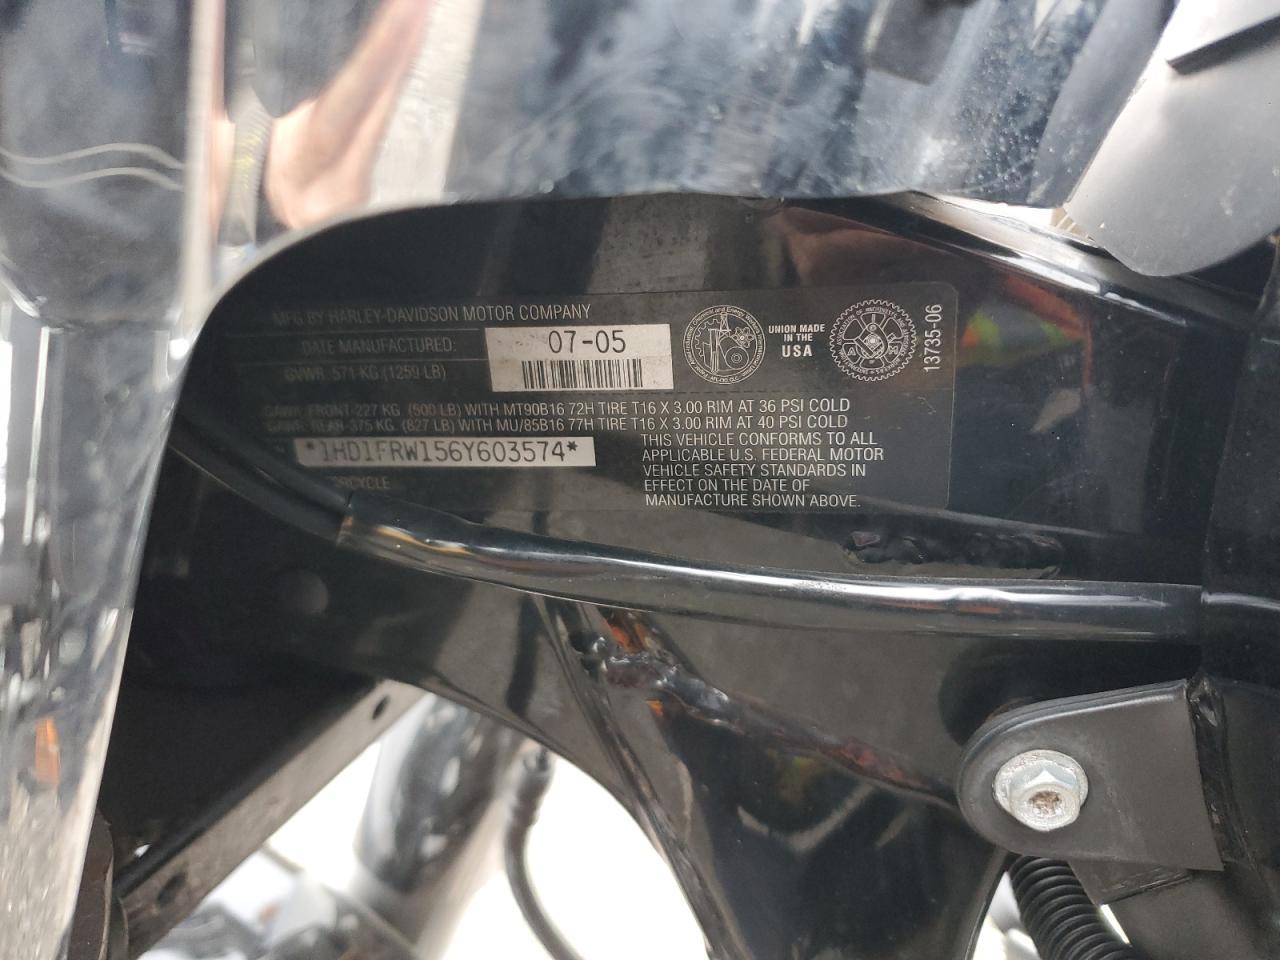 MFG.BY HARLEY-DAVIDSON MOTOR COMPANY
DATE MANUFACTURED: 07-05
GVWR 571 KG (1259 LB)
UNION MADE
IN THE
USA
13735-06
GAWR FRONT-227 KG (500 LB) WITH MT90B16 72H TIRE T16 X 3.00 RIM AT 36 PSI COLD
GAWR REAR-375 KG (827 LB) WITH MU/85B16 77H TIRE T16 X 3.00 RIM AT 40 PSI COLD
*1HD1FRW156Y603574*
THIS VEHICLE CONFORMS TO ALL
APPLICABLE U.S. FEDERAL MOTOR
VEHICLE SAFETY STANDARDS IN
EFFECT ON THE DATE OF
MANUFACTURE SHOWN ABOVE.